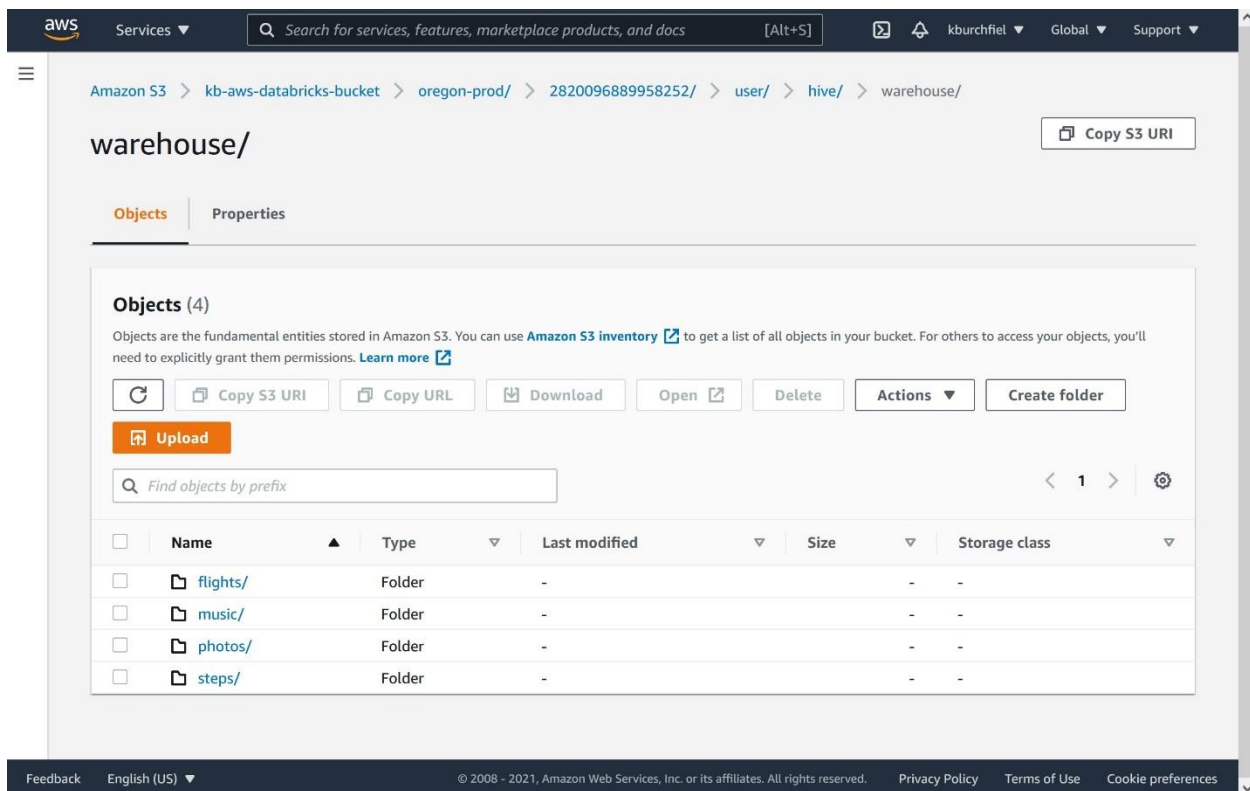 aws Services ▼ Search for services, features, marketplace products, and docs [Alt+S] kburchfiel ▼ Global ▼ Support ▼
Amazon S3 > kb-aws-databricks-bucket > oregon-prod/ > 2820096889958252/ > user/ > hive/ > warehouse/
warehouse/ Copy S3 URI
Objects Properties
Objects (4)
Objects are the fundamental entities stored in Amazon S3. You can use Amazon S3 inventory to get a list of all objects in your bucket. For others to access your objects, you'll
need to explicitly grant them permissions. Learn more
Copy S3 URI Copy URL Download Open Delete Actions ▼ Create folder
Upload
Find objects by prefix < 1 >
Name ▲ Type ▽ Last modified ▽ Size ▽ Storage class ▽
flights/ Folder - - -
music/ Folder - - -
photos/ Folder - - -
steps/ Folder - - -
Feedback English (US) ▼ © 2008 - 2021, Amazon Web Services, Inc. or its affiliates. All rights reserved. Privacy Policy Terms of Use Cookie preferences